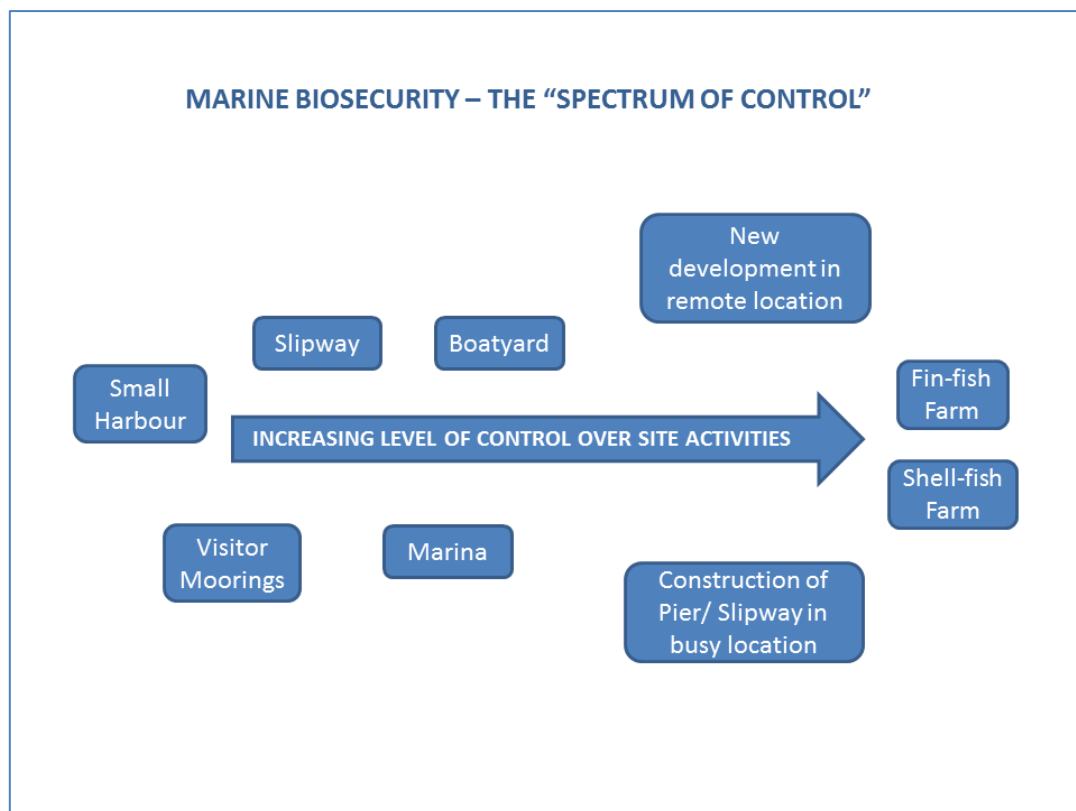 MARINE BIOSECURITY – THE “SPECTRUM OF CONTROL”
New
development in
remote location
Slipway
Boatyard
Small
Harbour
Fin-fish
Farm
INCREASING LEVEL OF CONTROL OVER SITE ACTIVITIES
Shell-fish
Farm
Visitor
Moorings
Marina
Construction of
Pier/ Slipway in
busy location